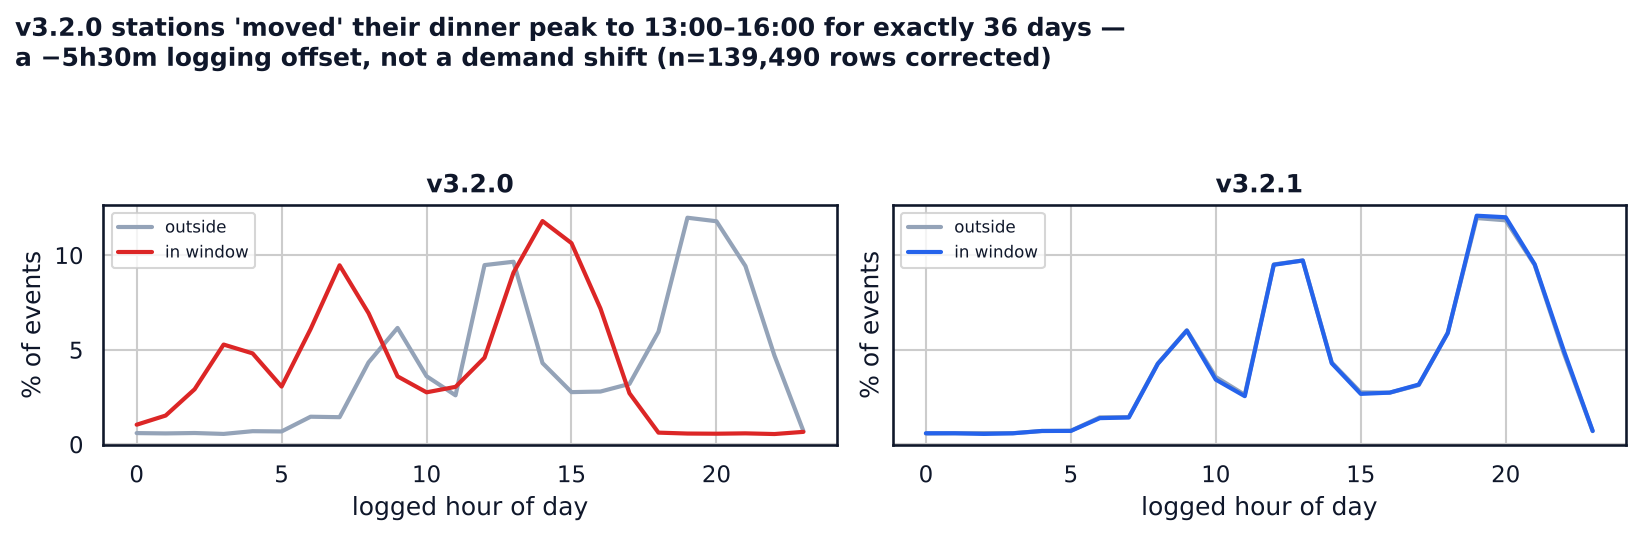 v3.2.0 stations 'moved' their dinner peak to 13:00–16:00 for exactly 36 days —
a −5h30m logging offset, not a demand shift (n=139,490 rows corrected)
v3.2.0
outside
in window
% of events
10
5
0
0 5 10 15 20
logged hour of day
v3.2.1
outside
in window
% of events
0 5 10 15 20
logged hour of day